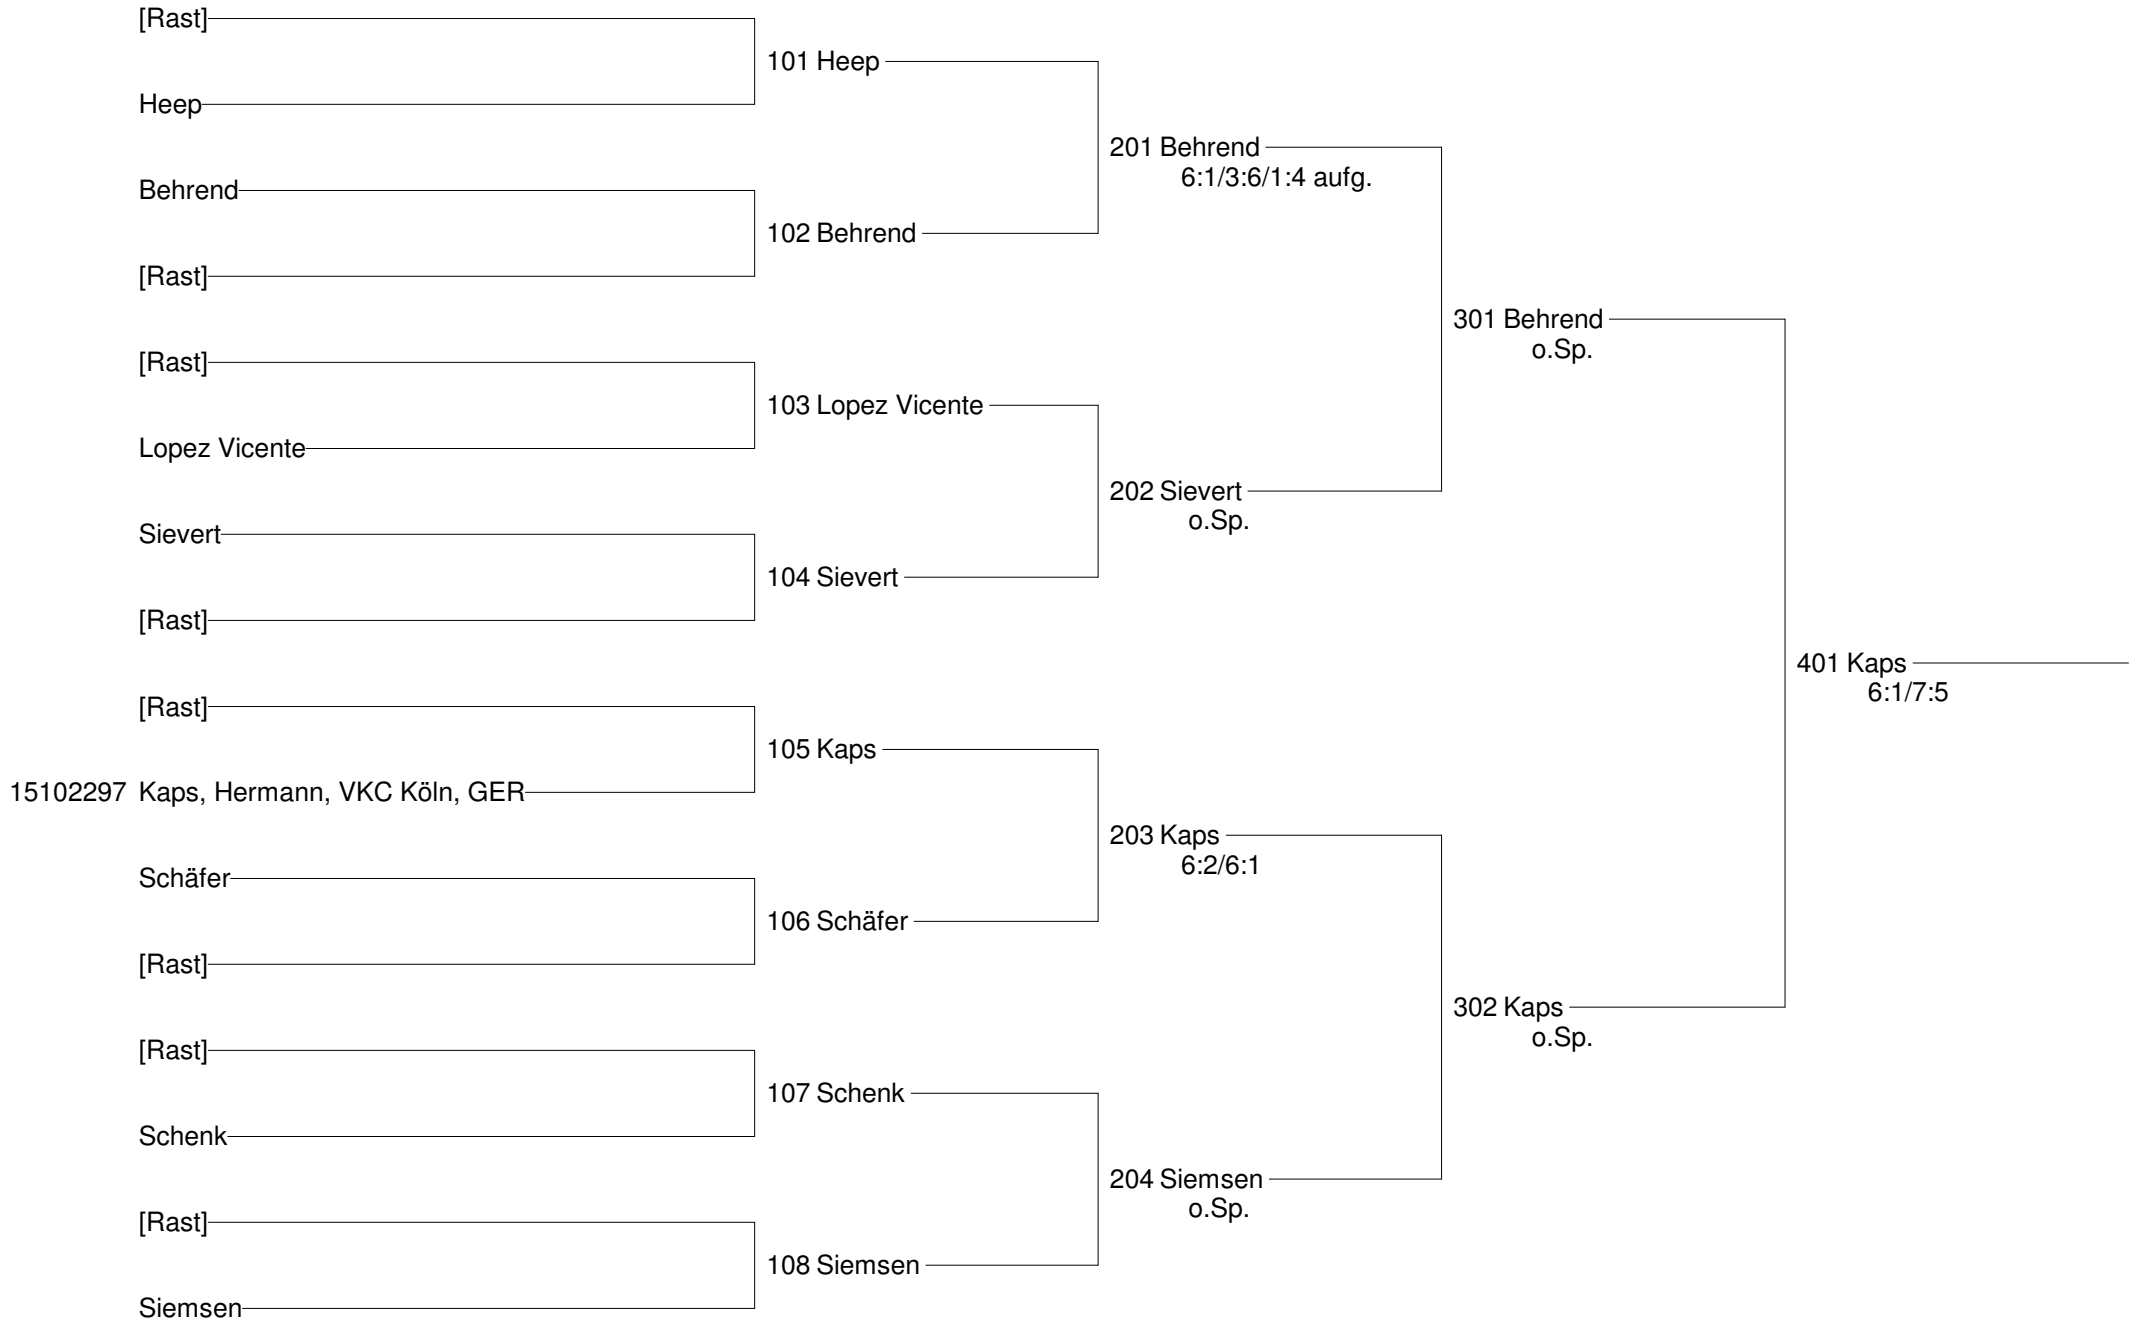 [Rast]
101 Heep
Heep
201 Behrend
6:1/3:6/1:4 aufg.
Behrend
102 Behrend
[Rast]
301 Behrend
o.Sp.
[Rast]
103 Lopez Vicente
Lopez Vicente
202 Sievert
o.Sp.
Sievert
104 Sievert
[Rast]
401 Kaps
6:1/7:5
[Rast]
105 Kaps
15102297 Kaps, Hermann, VKC Köln, GER
203 Kaps
6:2/6:1
Schäfer
106 Schäfer
[Rast]
302 Kaps
o.Sp.
[Rast]
107 Schenk
Schenk
204 Siemsen
o.Sp.
[Rast]
108 Siemsen
Siemsen